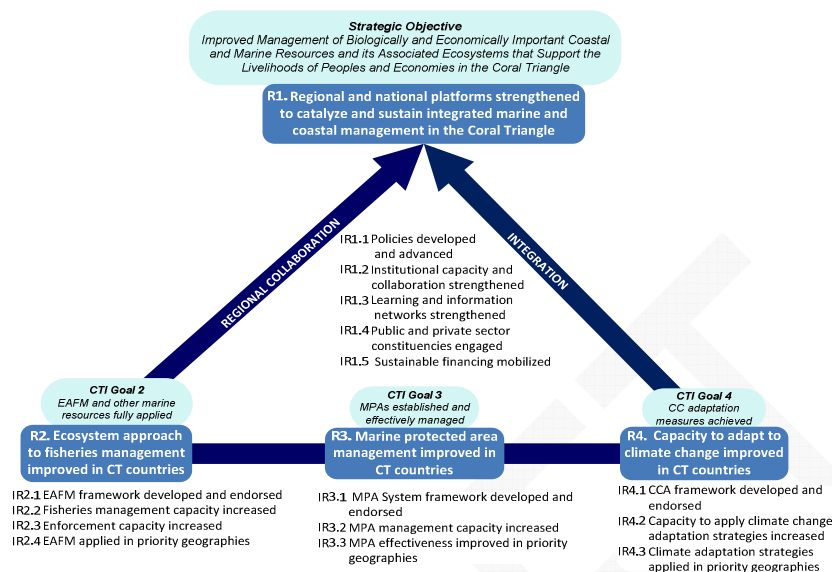 Strategic Objective
Improved Management of Biologically and Economically Important Coastal
and Marine Resources and its Associated Ecosystems that Support the
Livelihoods of Peoples and Economies in the Coral Triangle
R1. Regional and national platforms strengthened
to catalyze and sustain integrated marine and
coastal management in the Coral Triangle
REGIONAL COLLABORATION
INTEGRATION
IR1.1 Policies developed
and advanced
IR1.2 Institutional capacity and
collaboration strengthened
IR1.3 Learning and information
networks strengthened
IR1.4 Public and private sector
constituencies engaged
IR1.5 Sustainable financing mobilized
CTI Goal 2
EAFM and other marine
resources fully applied
R2. Ecosystem approach
to fisheries management
improved in CT countries
IR2.1 EAFM framework developed and endorsed
IR2.2 Fisheries management capacity increased
IR2.3 Enforcement capacity increased
IR2.4 EAFM applied in priority geographies
CTI Goal 3
MPAs established and
effectively managed
R3. Marine protected area
management improved in
CT countries
IR3.1 MPA System framework developed and
endorsed
IR3.2 MPA management capacity increased
IR3.3 MPA effectiveness improved in priority
geographies
CTI Goal 4
CC adaptation
measures achieved
R4. Capacity to adapt to
climate change improved
in CT countries
IR4.1 CCA framework developed and
endorsed
IR4.2 Capacity to apply climate change
adaptation strategies increased
IR4.3 Climate adaptation strategies
applied in priority geographies